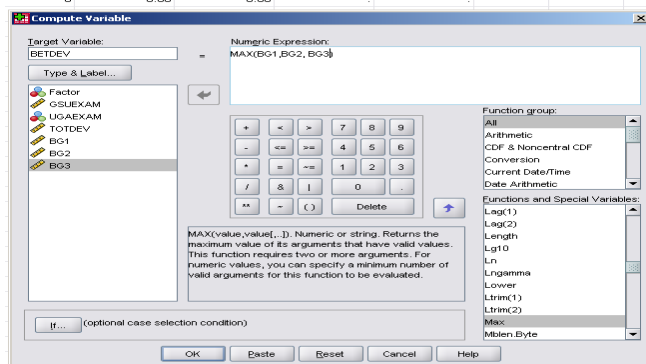 Compute Variable
Target Variable:
BETDEV
=
Numeric Expression:
MAX(BG1,BG2, BG3)
Type & Label...
Factor
GSUEXAM
UGAEXAM
TOTDEV
BG1
BG2
BG3
+ < > 7 8 9
- <= >= 4 5 6
* = ~= 1 2 3
/ & | 0 .
** ~ ( ) Delete
Function group:
All
Arithmetic
CDF & Noncentral CDF
Conversion
Current Date/Time
Date Arithmetic
Functions and Special Variables:
Lag(1)
Lag(2)
Length
Lg10
Ln
Lngamma
Lower
Ltrim(1)
Ltrim(2)
Max
Mblen.Byte
MAX(value,value[,..]). Numeric or string. Returns the
maximum value of its arguments that have valid values.
This function requires two or more arguments. For
numeric values, you can specify a minimum number of
valid arguments for this function to be evaluated.
If... (optional case selection condition)
OK Paste Reset Cancel Help